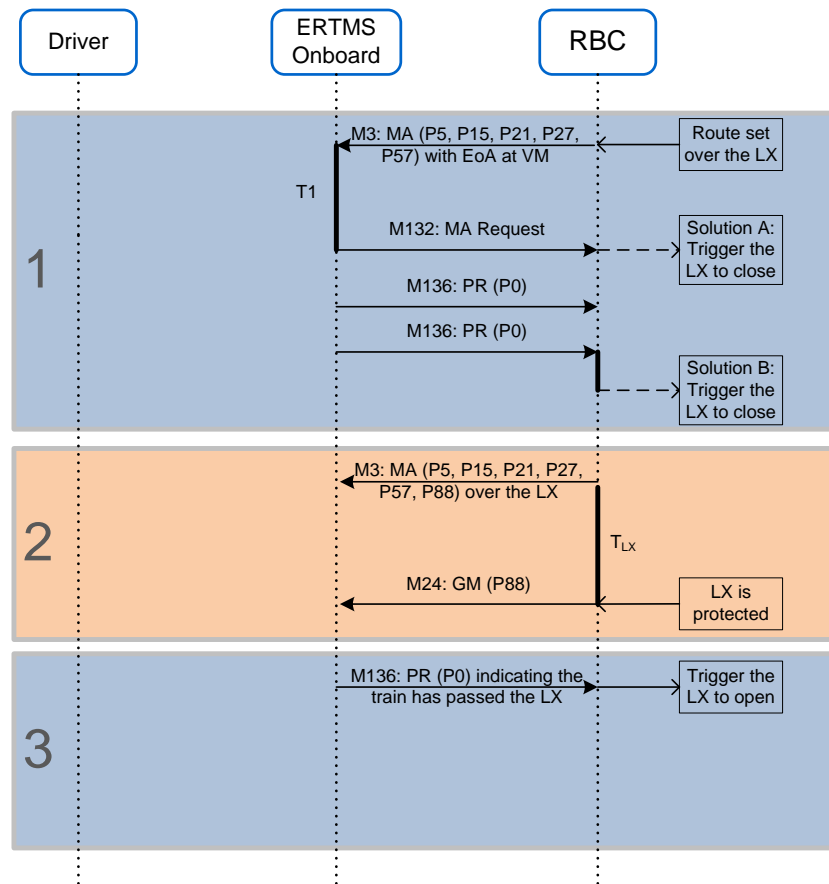 Driver
ERTMS
Onboard
RBC
1
M3: MA (P5, P15, P21, P27,
P57) with EoA at VM
Route set
over the LX
T1
M132: MA Request
Solution A:
Trigger the
LX to close
M136: PR (P0)
M136: PR (P0)
Solution B:
Trigger the
LX to close
2
M3: MA (P5, P15, P21, P27,
P57, P88) over the LX
TLX
M24: GM (P88)
LX is
protected
3
M136: PR (P0) indicating the
train has passed the LX
Trigger the
LX to open